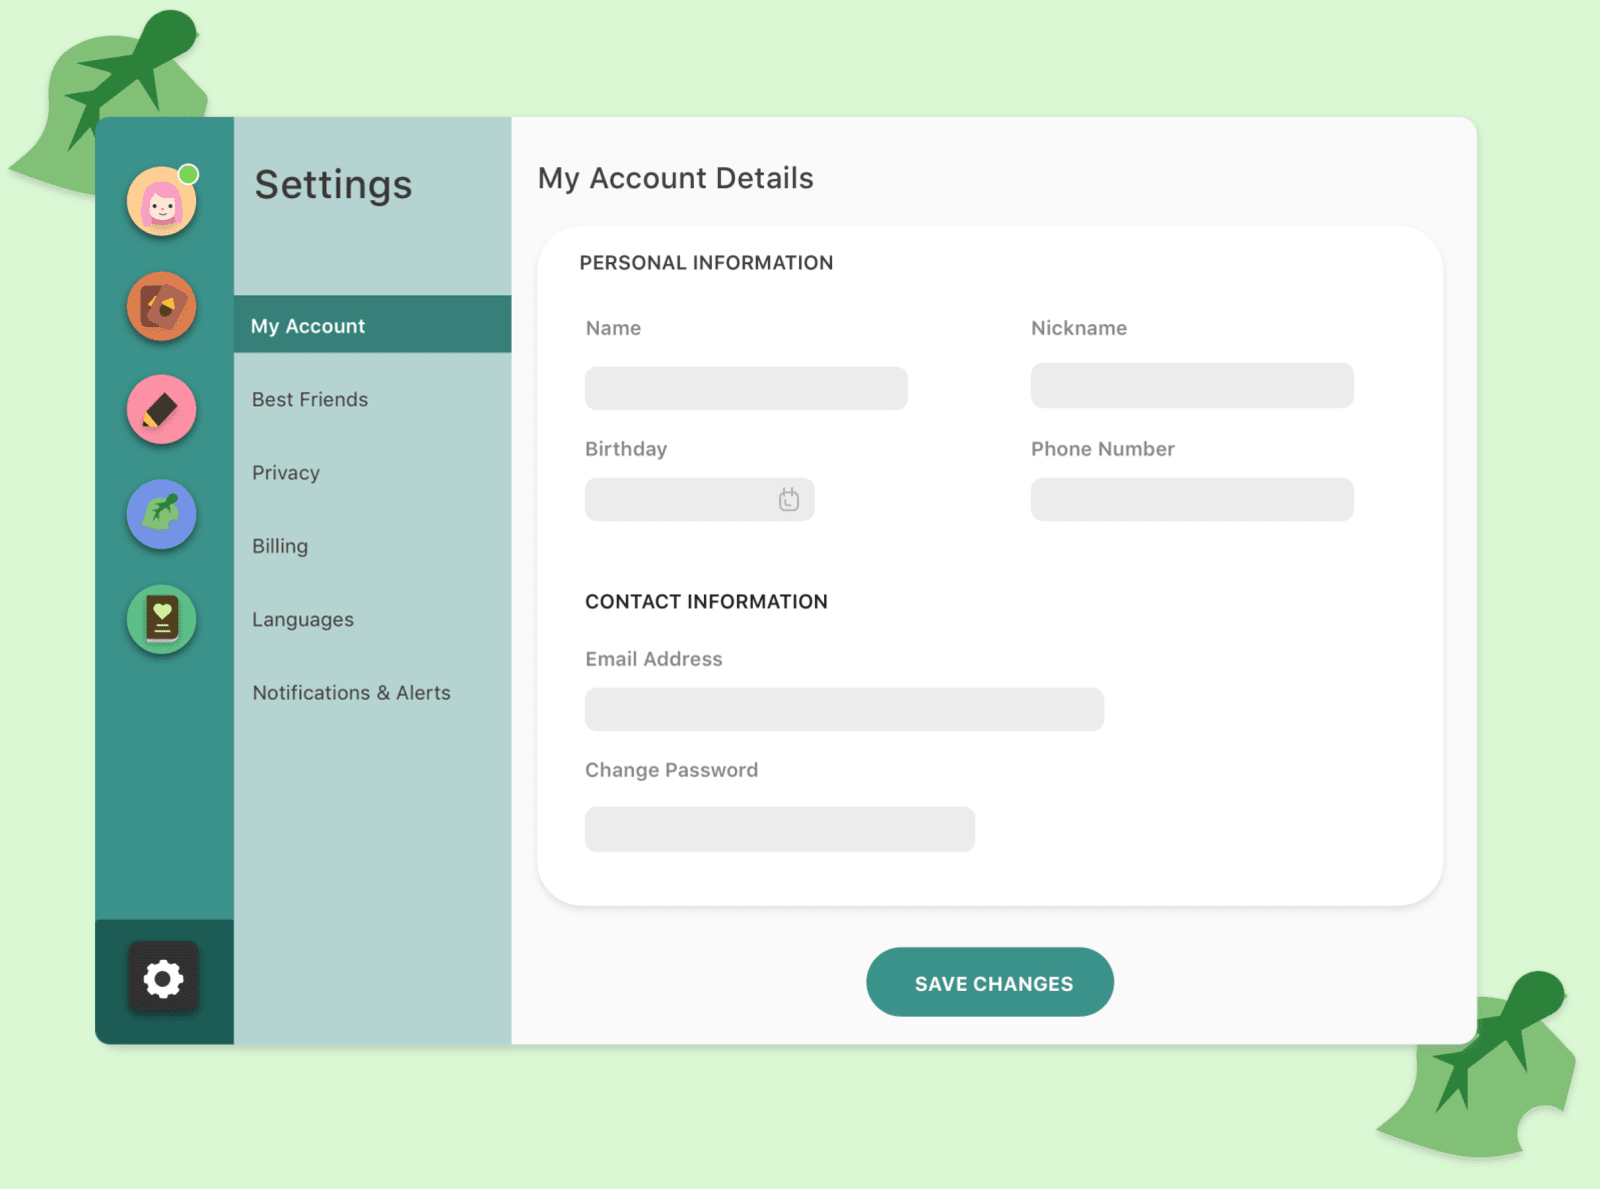 Settings
My Account
Best Friends
Privacy
Billing
Languages
Notifications & Alerts
My Account Details
PERSONAL INFORMATION
Name
Nickname
Birthday
Phone Number
CONTACT INFORMATION
Email Address
Change Password
SAVE CHANGES